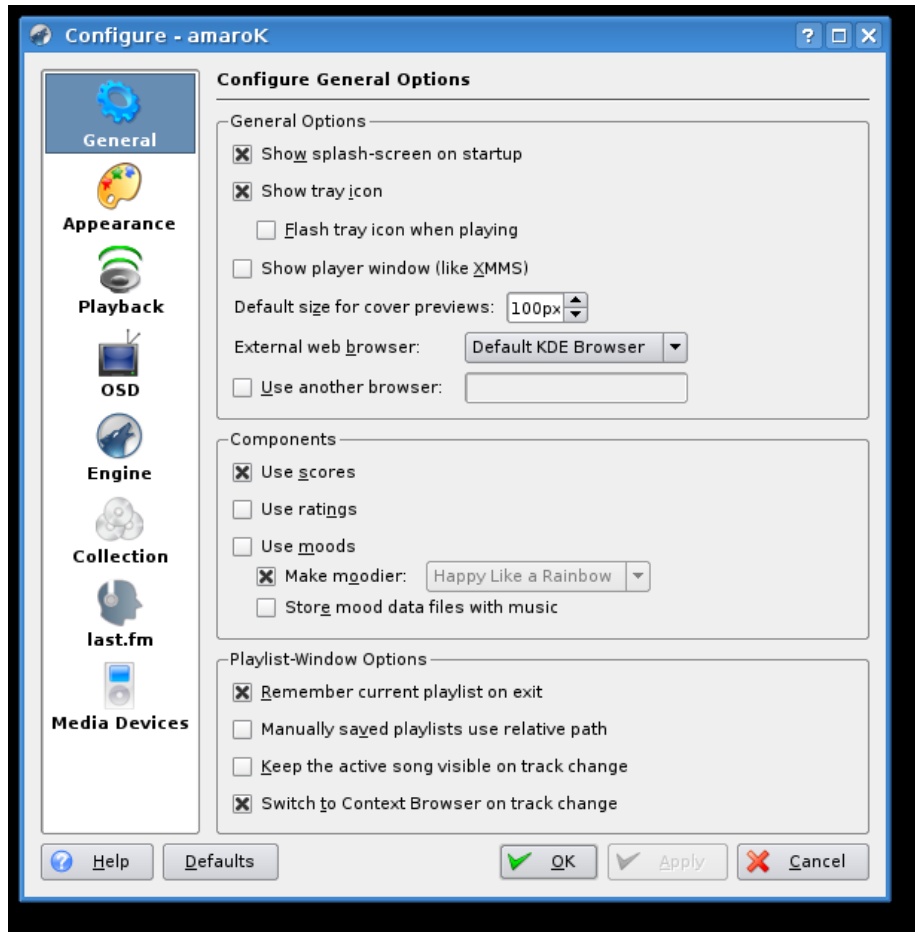 Configure - amaroK
General
Appearance
Playback
OSD
Engine
Collection
last.fm
Media Devices
Configure General Options
General Options
Show splash-screen on startup
Show tray icon
Flash tray icon when playing
Show player window (like XMMS)
Default size for cover previews: 100px
External web browser: Default KDE Browser
Use another browser:
Components
Use scores
Use ratings
Use moods
Make moodier: Happy Like a Rainbow
Store mood data files with music
Playlist-Window Options
Remember current playlist on exit
Manually saved playlists use relative path
Keep the active song visible on track change
Switch to Context Browser on track change
Help Defaults OK Apply Cancel